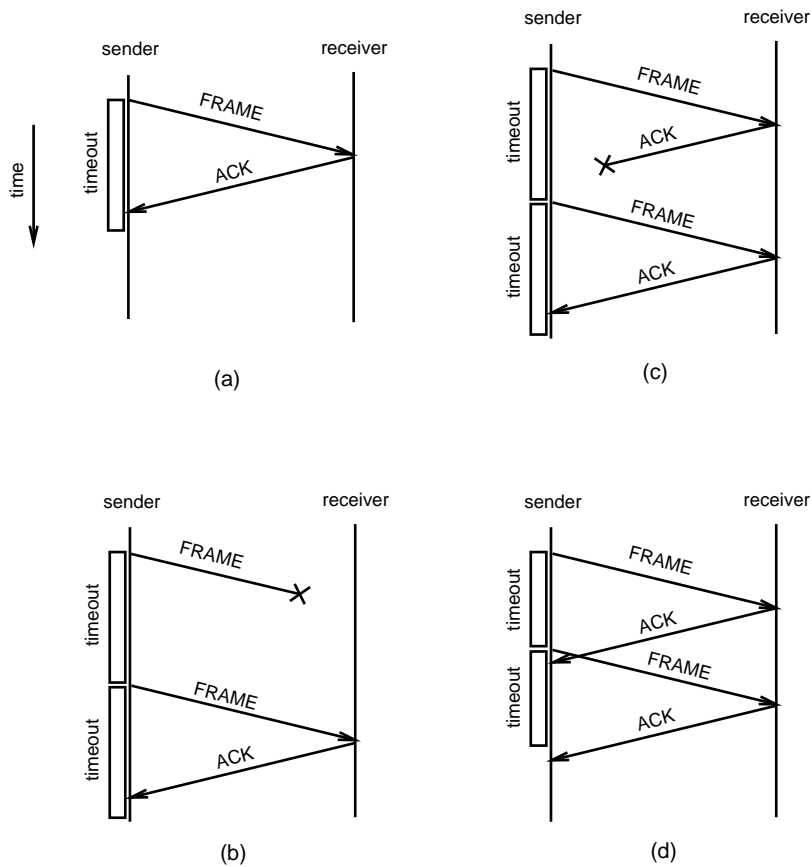 sender
receiver
time
timeout
FRAME
ACK
(a)
sender
receiver
timeout
FRAME
ACK
timeout
FRAME
ACK
(c)
sender
receiver
timeout
FRAME
timeout
FRAME
ACK
(b)
sender
receiver
timeout
FRAME
ACK
timeout
FRAME
ACK
(d)